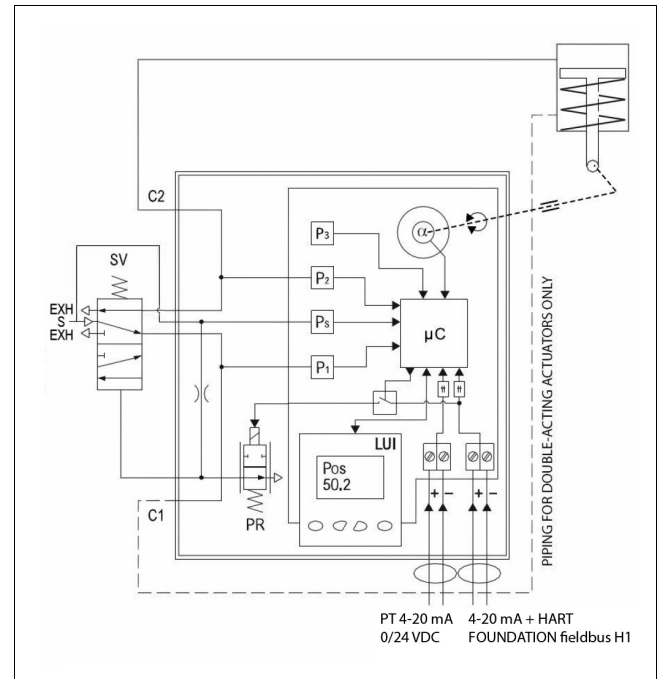 C2
SV
EXH
S
EXH
P3
P2
PS
P1
α
μC
LUI
Pos
50.2
+ −
+ −
C1
PR
PIPING FOR DOUBLE-ACTING ACTUATORS ONLY
PT 4-20 mA
0/24 VDC
4-20 mA + HART
FOUNDATION fieldbus H1